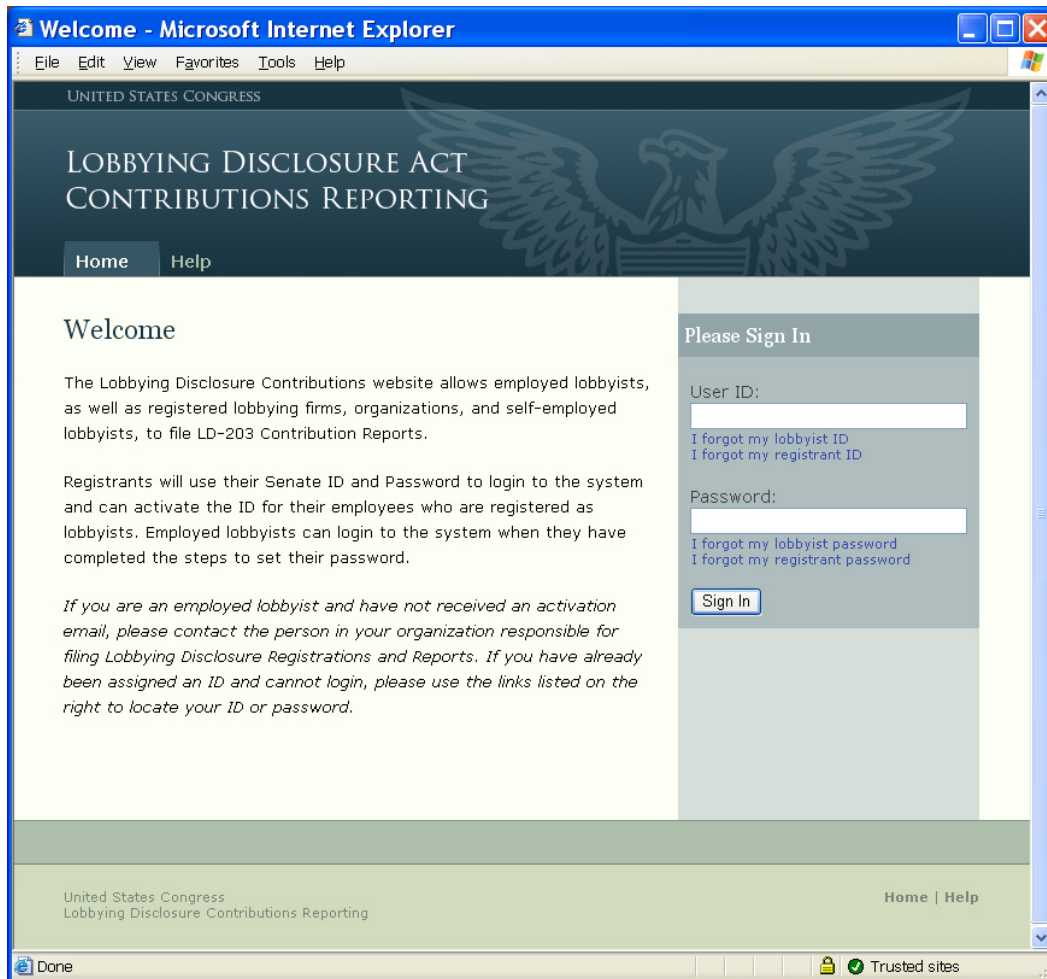 Welcome - Microsoft Internet Explorer
File Edit View Favorites Tools Help
UNITED STATES CONGRESS
LOBBYING DISCLOSURE ACT
CONTRIBUTIONS REPORTING
Home Help
Welcome
The Lobbying Disclosure Contributions website allows employed lobbyists,
as well as registered lobbying firms, organizations, and self-employed
lobbyists, to file LD-203 Contribution Reports.
Registrants will use their Senate ID and Password to login to the system
and can activate the ID for their employees who are registered as
lobbyists. Employed lobbyists can login to the system when they have
completed the steps to set their password.
If you are an employed lobbyist and have not received an activation
email, please contact the person in your organization responsible for
filing Lobbying Disclosure Registrations and Reports. If you have already
been assigned an ID and cannot login, please use the links listed on the
right to locate your ID or password.
Please Sign In
User ID:
I forgot my lobbyist ID
I forgot my registrant ID
Password:
I forgot my lobbyist password
I forgot my registrant password
Sign In
United States Congress
Lobbying Disclosure Contributions Reporting
Home | Help
Done
Trusted sites